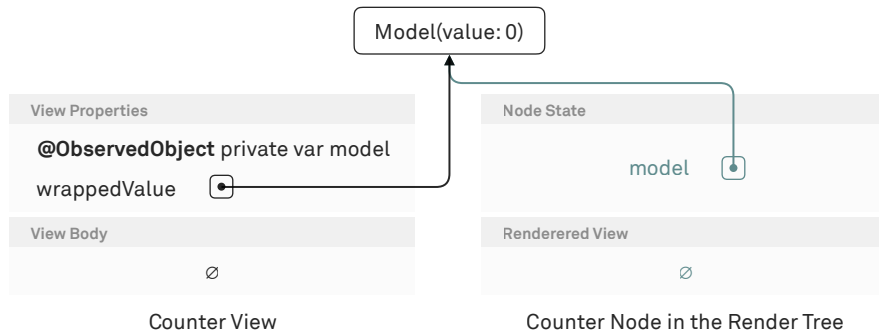 Model(value: 0)
View Properties
@ObservedObject private var model
wrappedValue
View Body
∅
Counter View
Node State
model
Renderered View
∅
Counter Node in the Render Tree